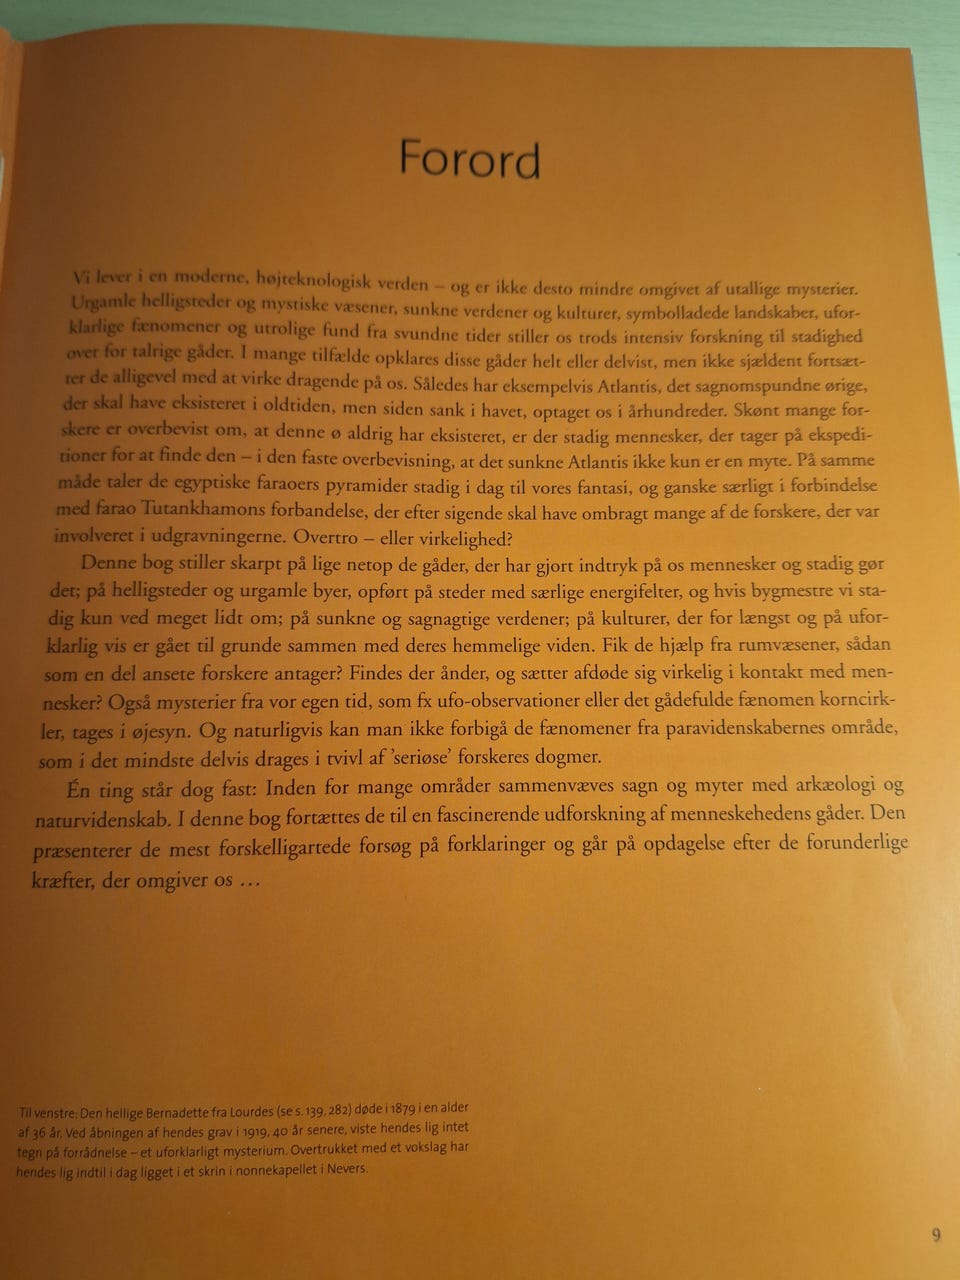 Forord
Vi lever i en moderne, højteknologisk verden – og er ikke desto mindre omgivet af utallige mysterier.
Urgamle helligsteder og mystiske væsener, sunkne verdener og kulturer, symbolladede landskaber, ufor-
klarlige fænomener og utrolige fund fra svundne tider stiller os trods intensiv forskning til stadighed
over for talrige gåder. I mange tilfælde opklares disse gåder helt eller delvist, men ikke sjældent fortsæt-
ter de alligevel med at virke dragende på os. Således har eksempelvis Atlantis, det sagnomspundne ørige,
der skal have eksisteret i oldtiden, men siden sank i havet, optaget os i århundreder. Skønt mange for-
skere er overbevist om, at denne ø aldrig har eksisteret, er der stadig mennesker, der tager på ekspedi-
tioner for at finde den – i den faste overbevisning, at det sunkne Atlantis ikke kun er en myte. På samme
måde taler de egyptiske faraoers pyramider stadig i dag til vores fantasi, og ganske særligt i forbindelse
med farao Tutankhamons forbandelse, der efter sigende skal have ombragt mange af de forskere, der var
involveret i udgravningerne. Overtro – eller virkelighed?
Denne bog stiller skarpt på lige netop de gåder, der har gjort indtryk på os mennesker og stadig gør
det; på helligsteder og urgamle byer, opført på steder med særlige energifelter, og hvis bygmestre vi sta-
dig kun ved meget lidt om; på sunkne og sagnagtige verdener; på kulturer, der for længst og på ufor-
klarlig vis er gået til grunde sammen med deres hemmelige viden. Fik de hjælp fra rumvæsener, sådan
som en del ansete forskere antager? Findes der ånder, og sætter afdøde sig virkelig i kontakt med men-
nesker? Også mysterier fra vor egen tid, som fx ufo-observationer eller det gådefulde fænomen korncirk-
ler, tages i øjesyn. Og naturligvis kan man ikke forbigå de fænomener fra paravidenskabernes område,
som i det mindste delvis drages i tvivl af ’seriøse’ forskeres dogmer.
Én ting står dog fast: Inden for mange områder sammenvæves sagn og myter med arkæologi og
naturvidenskab. I denne bog fortættes de til en fascinerende udforskning af menneskehedens gåder. Den
præsenterer de mest forskelligartede forsøg på forklaringer og går på opdagelse efter de forunderlige
kræfter, der omgiver os …
Til venstre: Den hellige Bernadette fra Lourdes (se s. 139, 282) døde i 1879 i en alder
af 36 år. Ved åbningen af hendes grav i 1919, 40 år senere, viste hendes lig intet
tegn på forrådnelse – et uforklarligt mysterium. Overtrukket med et vokslag har
hendes lig indtil i dag ligget i et skrin i nonnekapellet i Nevers.
9